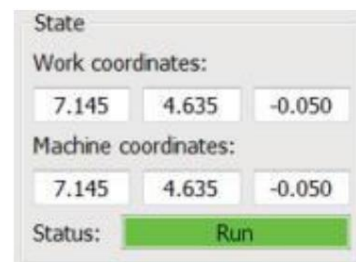 State
Work coordinates:
7.145 4.635 -0.050
Machine coordinates:
7.145 4.635 -0.050
Status: Run